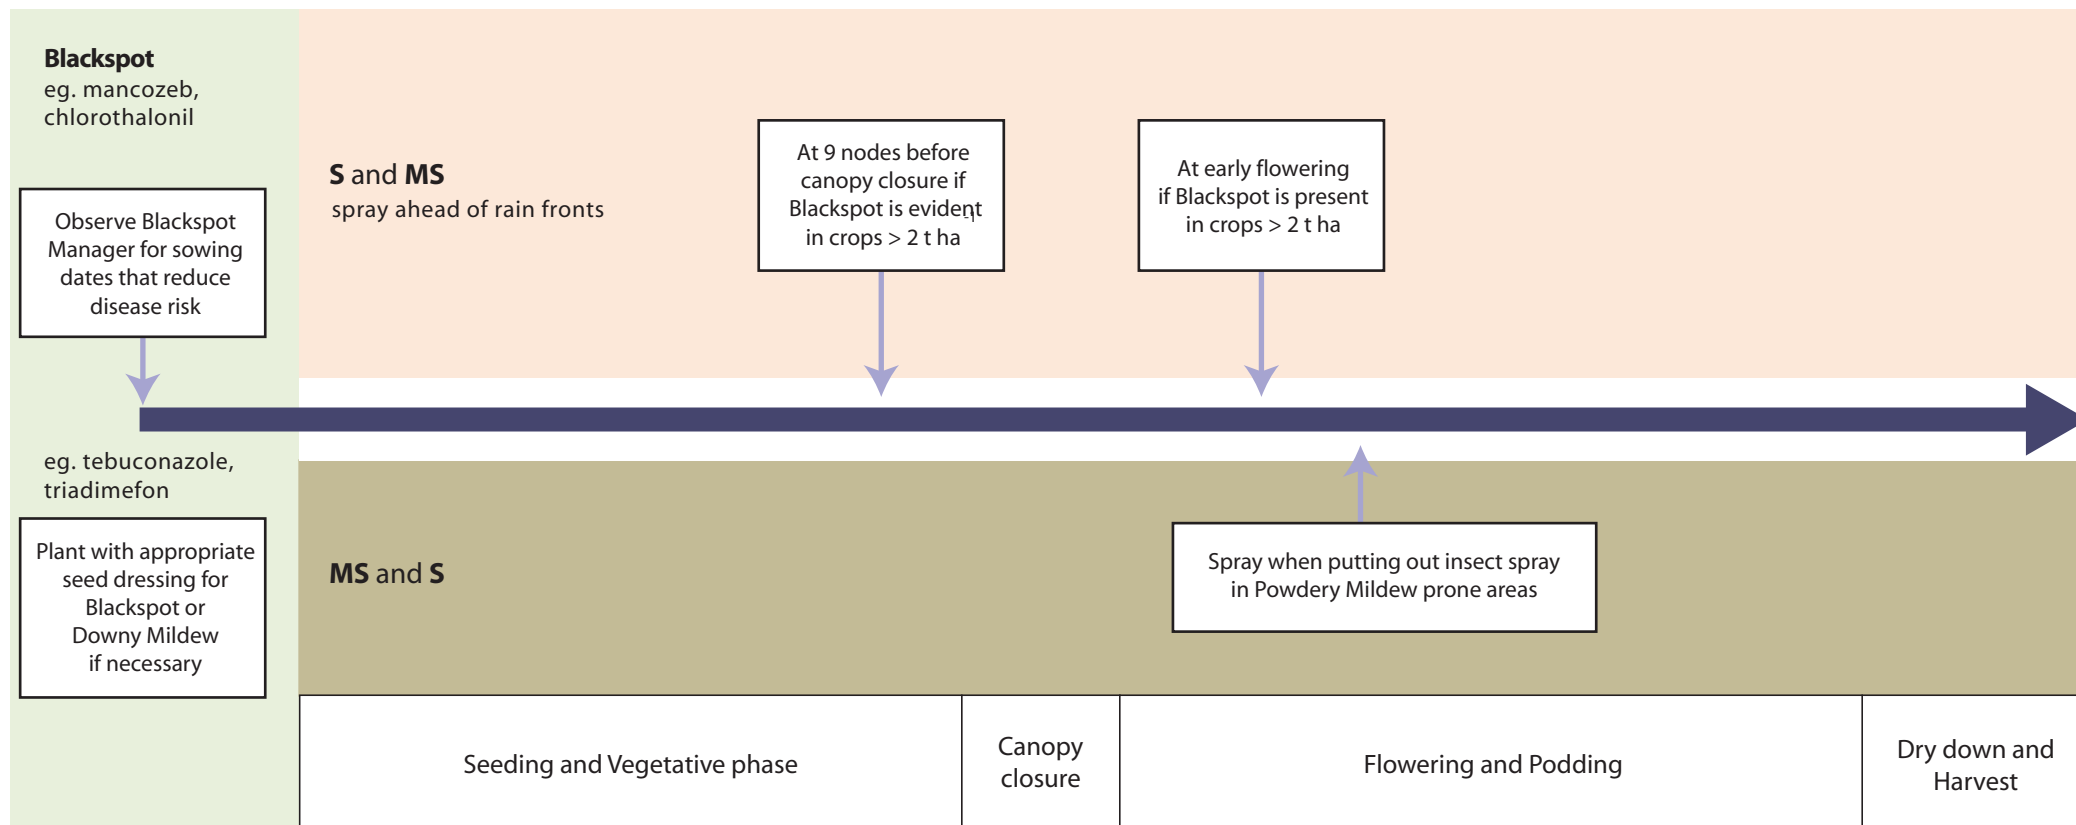 Blackspot
eg. mancozeb,
chlorothalonil
Observe Blackspot
Manager for sowing
dates that reduce
disease risk
S and MS
spray ahead of rain fronts
At 9 nodes before
canopy closure if
Blackspot is evident
in crops > 2 t ha
At early flowering
if Blackspot is present
in crops > 2 t ha
eg. tebuconazole,
triadimefon
Plant with appropriate
seed dressing for
Blackspot or
Downy Mildew
if necessary
MS and S
Spray when putting out insect spray
in Powdery Mildew prone areas
Seeding and Vegetative phase
Canopy
closure
Flowering and Podding
Dry down and
Harvest